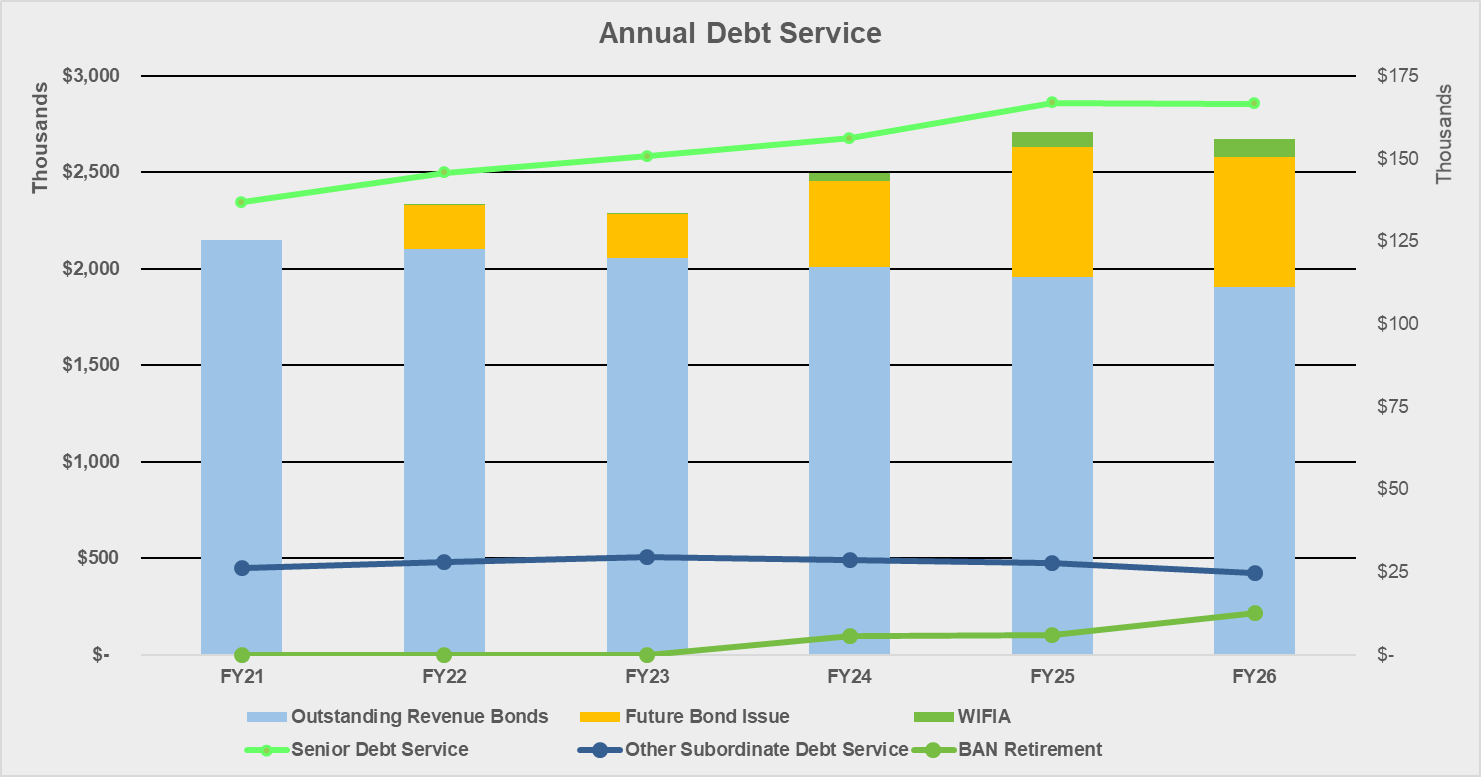 Annual Debt Service
Thousands
$3,000
$2,500
$2,000
$1,500
$1,000
$500
$-
$175
$150
$125
$100
$75
$50
$25
$-
Thousands
FY21 FY22 FY23 FY24 FY25 FY26
Outstanding Revenue Bonds Future Bond Issue WIFIA
Senior Debt Service Other Subordinate Debt Service BAN Retirement